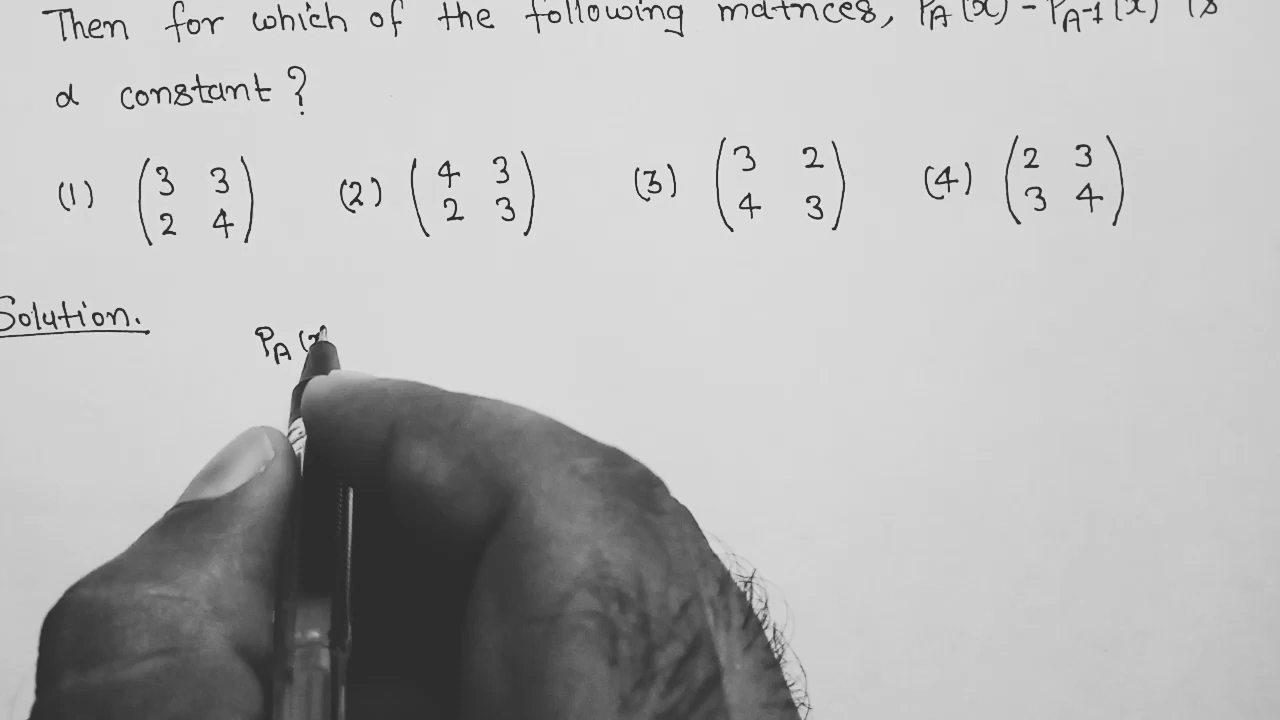 Then for which of the following matrices, P_A(x) - P_A-1(x) is
a constant?
(1) (3 3 (2) (4 3 (3) (3 2 (4) (2 3
2 4) 2 3) 4 3) 3 4)
Solution.
P_A(x